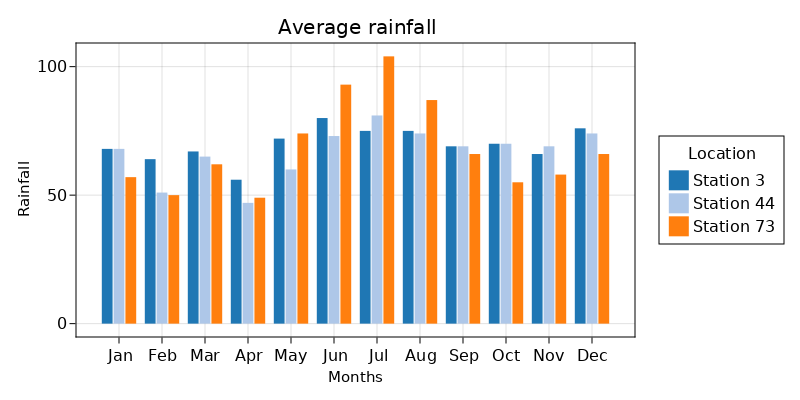 Average rainfall
100
50
0
Rainfall
Jan Feb Mar Apr May Jun Jul Aug Sep Oct Nov Dec
Months
Location
Station 3
Station 44
Station 73